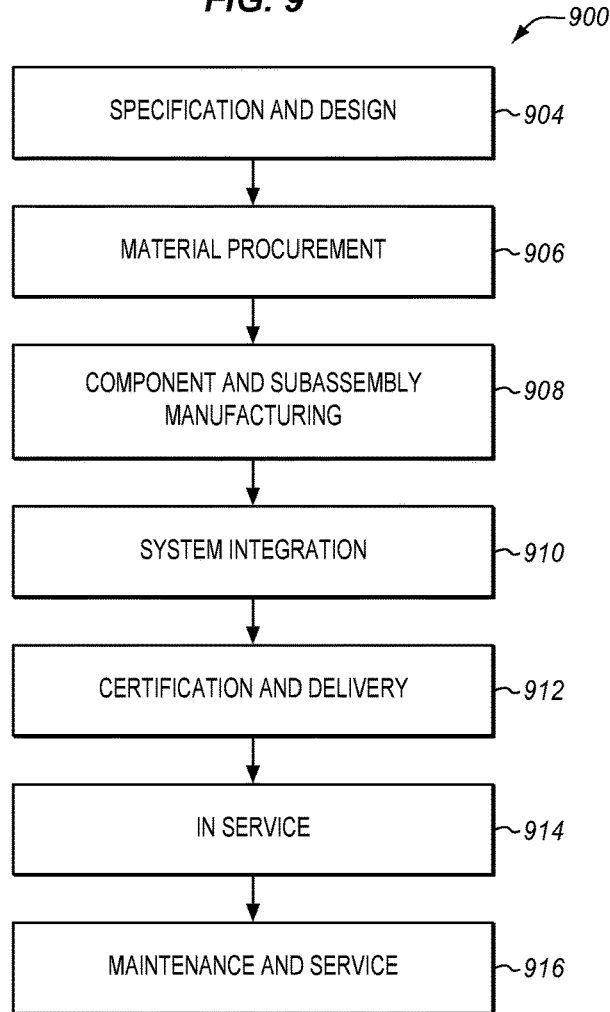 FIG. 9
900
SPECIFICATION AND DESIGN
904
MATERIAL PROCUREMENT
906
COMPONENT AND SUBASSEMBLY
MANUFACTURING
908
SYSTEM INTEGRATION
910
CERTIFICATION AND DELIVERY
912
IN SERVICE
914
MAINTENANCE AND SERVICE
916